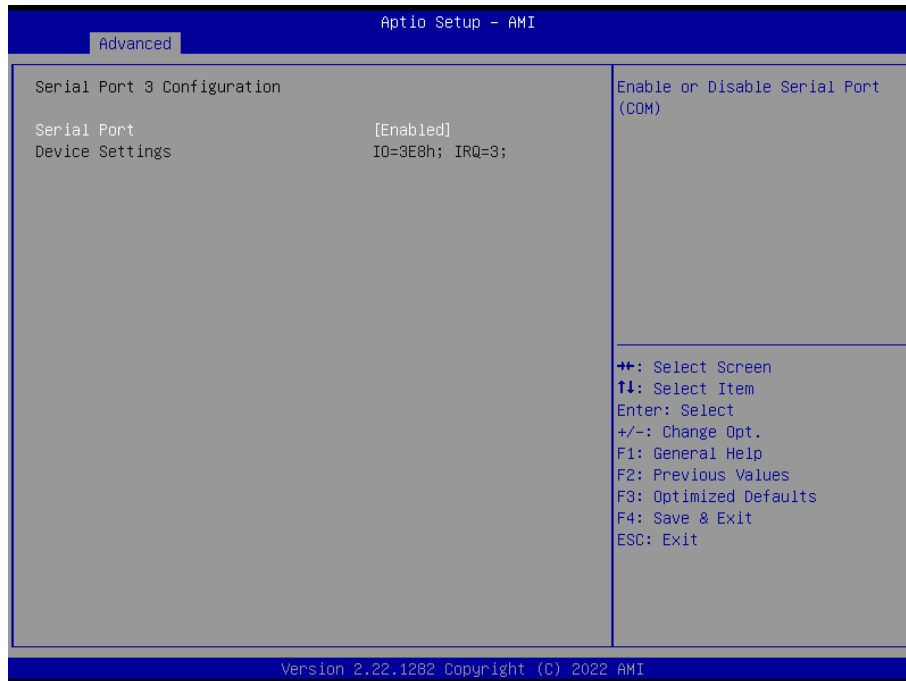 Aptio Setup – AMI
Advanced
Serial Port 3 Configuration
Serial Port [Enabled]
Device Settings IO=3E8h; IRQ=3;
Enable or Disable Serial Port
(COM)
→←: Select Screen
↑↓: Select Item
Enter: Select
+/-: Change Opt.
F1: General Help
F2: Previous Values
F3: Optimized Defaults
F4: Save & Exit
ESC: Exit
Version 2.22.1282 Copyright (C) 2022 AMI